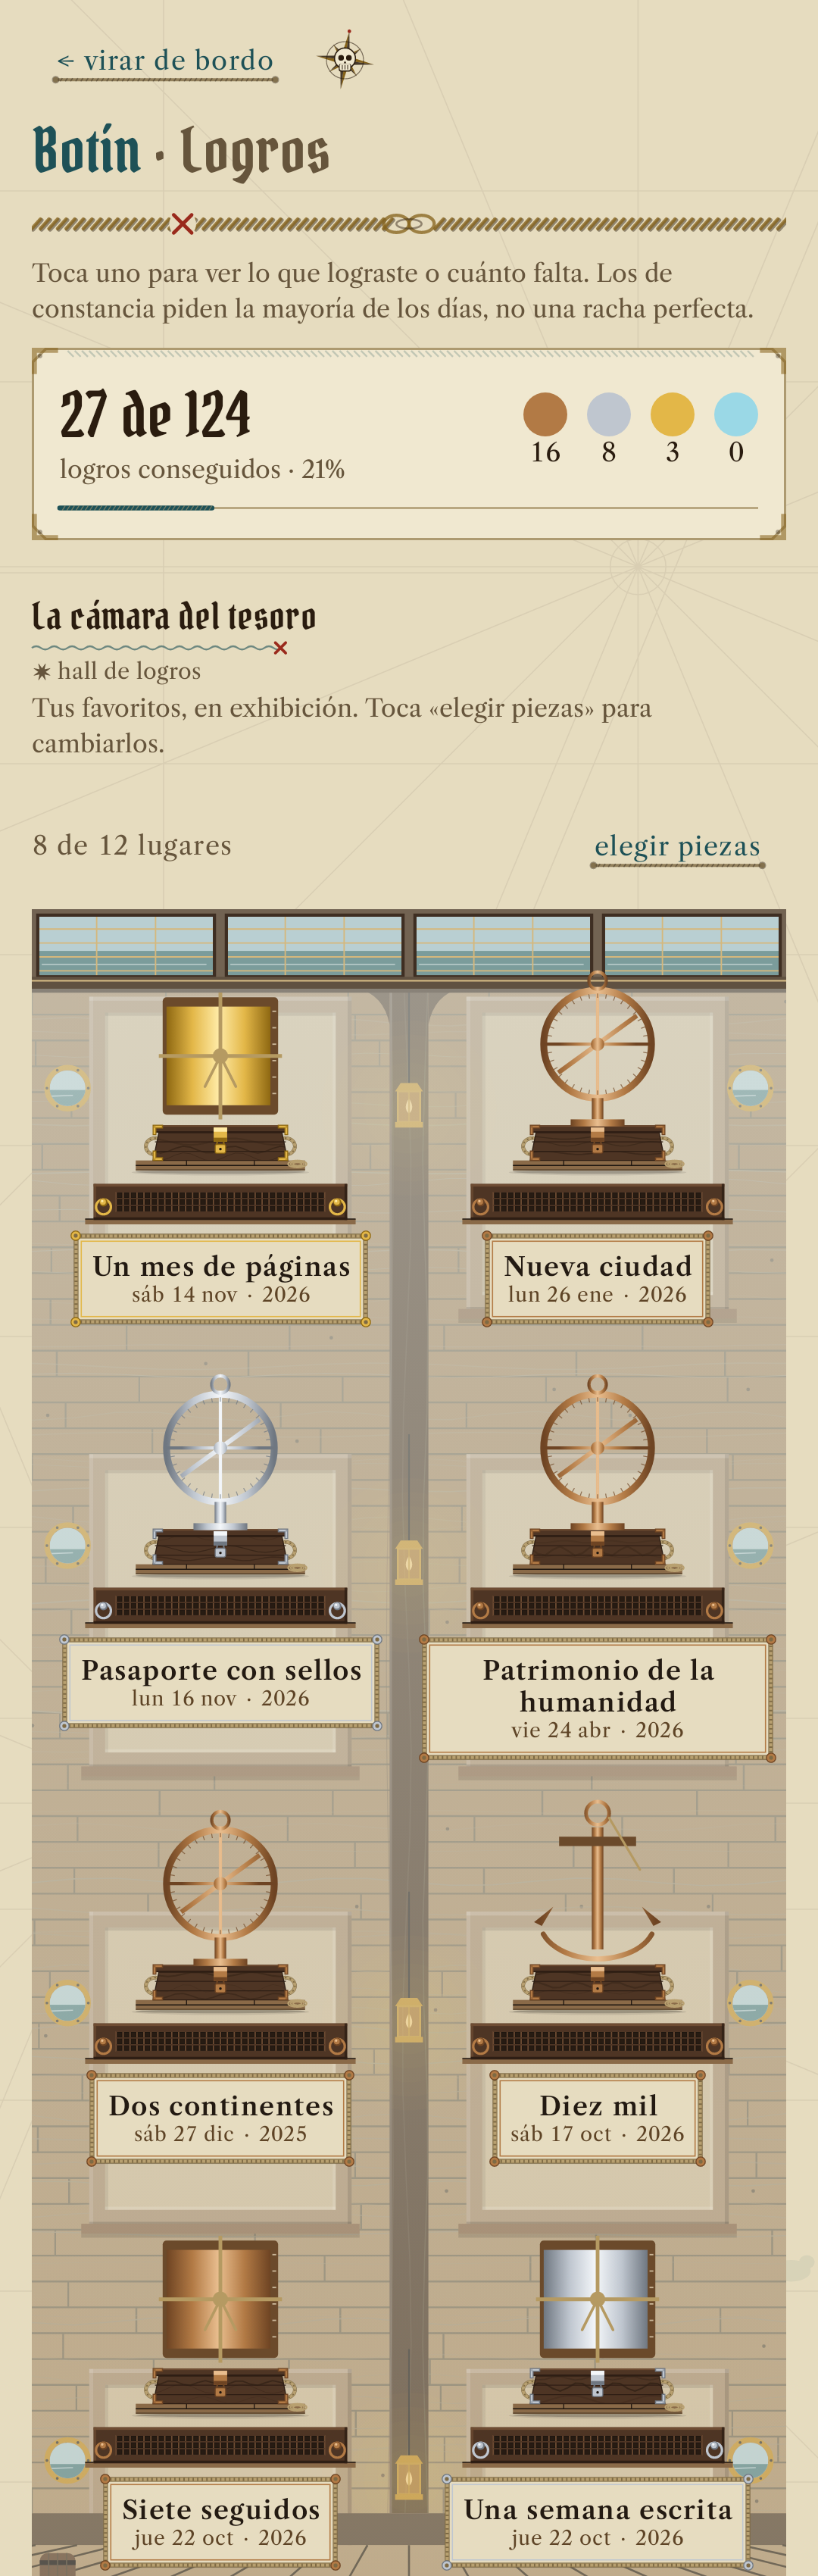 ← virar de bordo
Botín · Logros
Toca uno para ver lo que lograste o cuánto falta. Los de
constancia piden la mayoría de los días, no una racha perfecta.
27 de 124
logros conseguidos · 21%
16 8 3 0
La cámara del tesoro
✷ hall de logros
Tus favoritos, en exhibición. Toca «elegir piezas» para
cambiarlos.
8 de 12 lugares
elegir piezas
Un mes de páginas
sáb 14 nov · 2026
Nueva ciudad
lun 26 ene · 2026
Pasaporte con sellos
lun 16 nov · 2026
Patrimonio de la
humanidad
vie 24 abr · 2026
Dos continentes
sáb 27 dic · 2025
Diez mil
sáb 17 oct · 2026
Siete seguidos
jue 22 oct · 2026
Una semana escrita
jue 22 oct · 2026